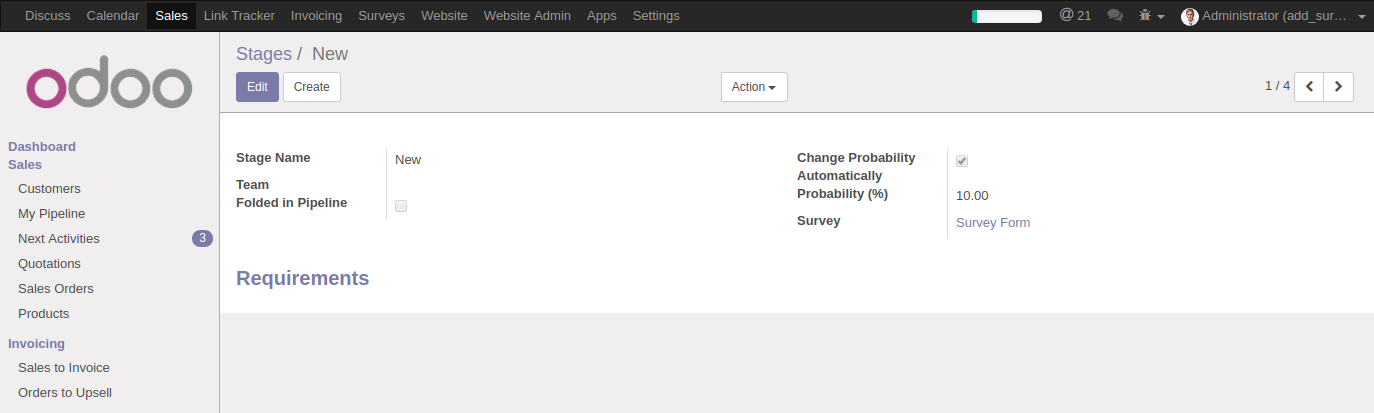 Discuss Calendar Sales Link Tracker Invoicing Surveys Website Website Admin Apps Settings @ 21 Administrator (add_sur...
odoo
Stages / New
Edit Create Action 1 / 4
Dashboard
Sales
Customers
My Pipeline
Next Activities 3
Quotations
Sales Orders
Products
Invoicing
Sales to Invoice
Orders to Upsell
Stage Name New
Team
Folded in Pipeline
Change Probability
Automatically
Probability (%) 10.00
Survey Survey Form
Requirements